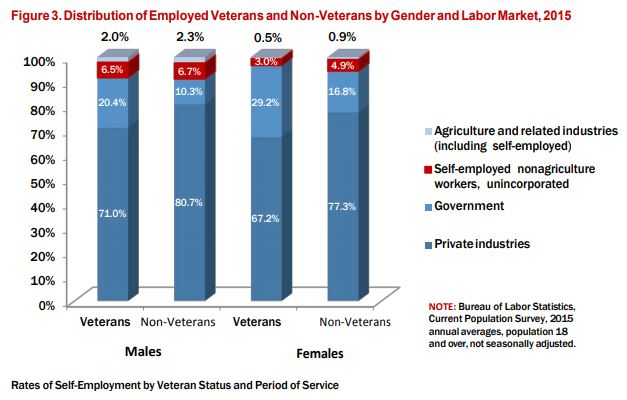 Figure 3. Distribution of Employed Veterans and Non-Veterans by Gender and Labor Market, 2015
2.0% 2.3% 0.5% 0.9%
100%
90%
80%
70%
60%
50%
40%
30%
20%
10%
0%
6.5% 6.7% 3.0% 4.9%
20.4% 10.3% 29.2% 16.8%
71.0% 80.7% 67.2% 77.3%
Veterans Non-Veterans Veterans Non-Veterans
Males Females
Agriculture and related industries
(including self-employed)
Self-employed nonagriculture
workers, unincorporated
Government
Private industries
NOTE: Bureau of Labor Statistics,
Current Population Survey, 2015
annual averages, population 18
and over, not seasonally adjusted.
Rates of Self-Employment by Veteran Status and Period of Service